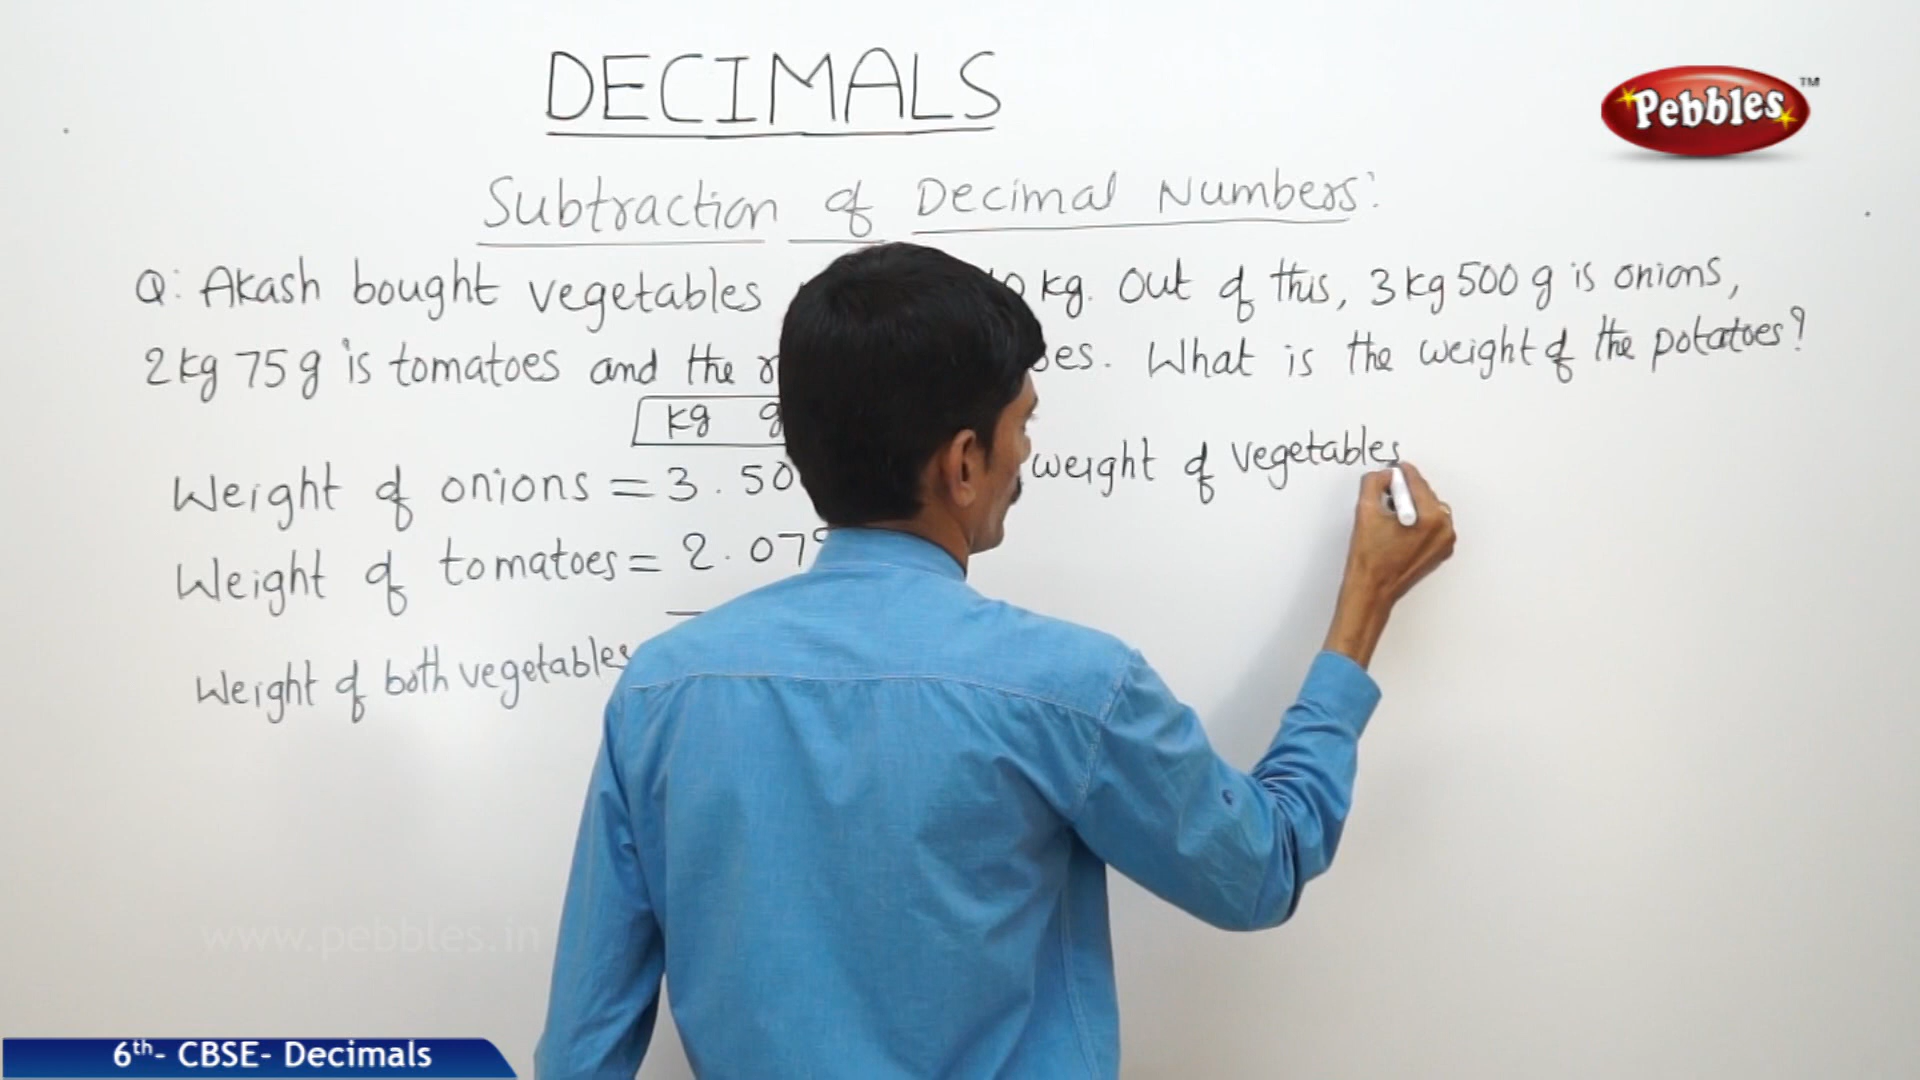 DECIMALS
Pebbles™
Subtraction of Decimal Numbers:
Q: Akash bought vegetables kg. Out of this, 3 kg 500 g is onions,
2 kg 75 g is tomatoes and the What is the weight of the potatoes?
kg g
Weight of onions = 3.50
weight of vegetables
Weight of tomatoes = 2.07
Weight of both vegetables
www.pebbles.in
6th- CBSE- Decimals